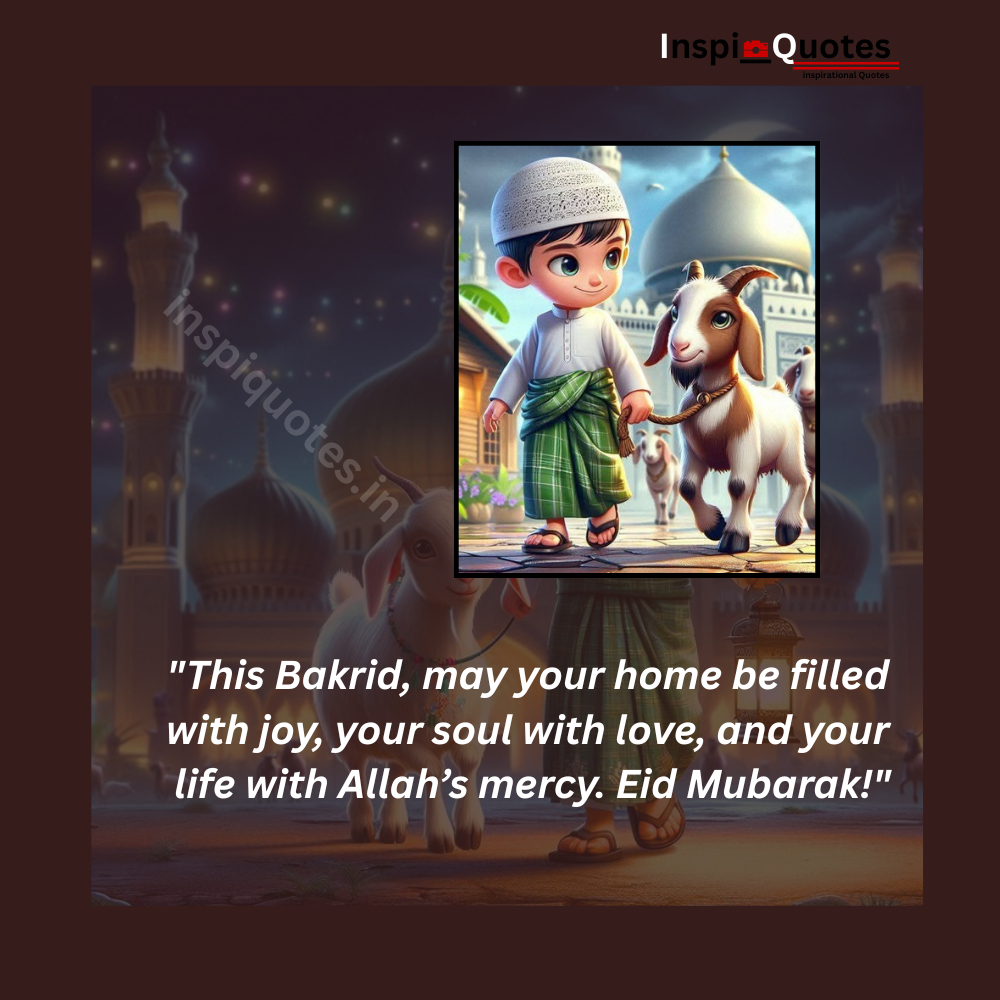 InspiQuotes
Inspirational Quotes
inspiquotes.in
"This Bakrid, may your home be filled
with joy, your soul with love, and your
life with Allah’s mercy. Eid Mubarak!"